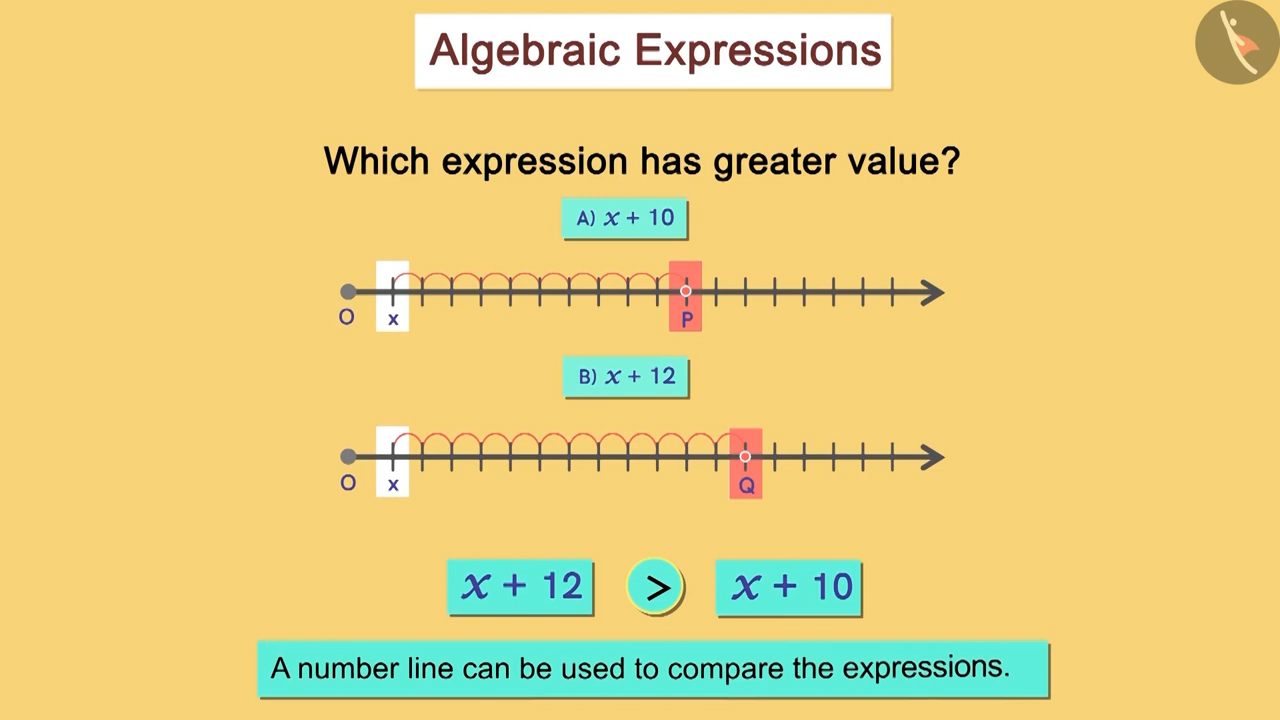 Algebraic Expressions
Which expression has greater value?
A) x + 10
O x P
B) x + 12
O x Q
x + 12 > x + 10
A number line can be used to compare the expressions.